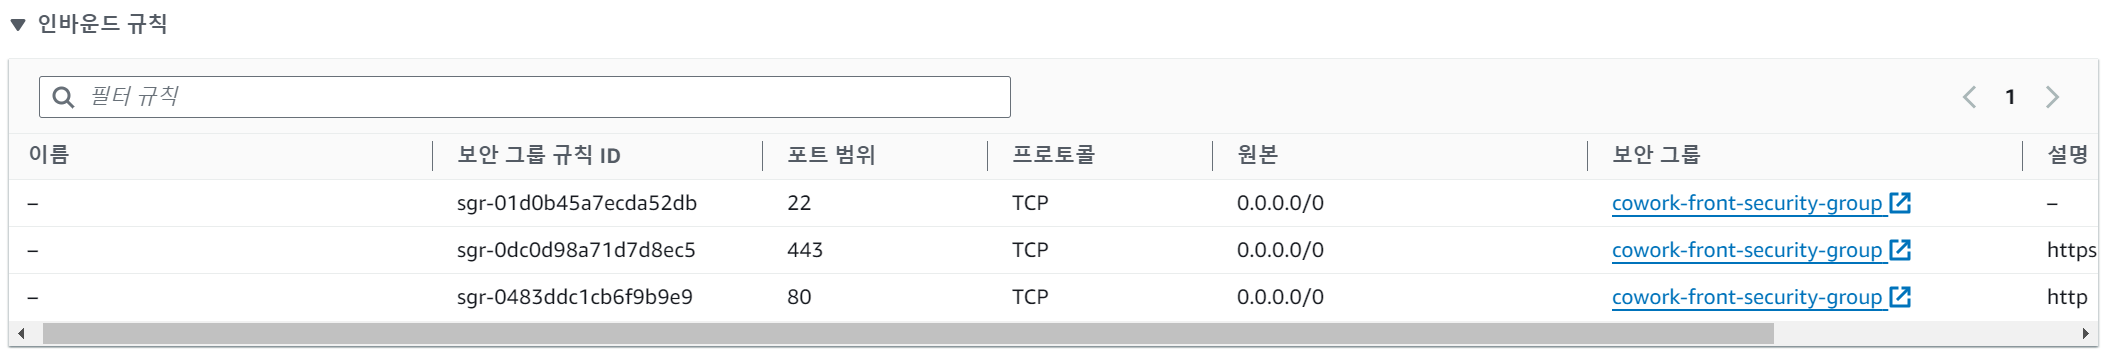 ▼ 인바운드 규칙
필터 규칙
1
이름 보안 그룹 규칙 ID 포트 범위 프로토콜 원본 보안 그룹 설명
– sgr-01d0b45a7ecda52db 22 TCP 0.0.0.0/0 cowork-front-security-group –
– sgr-0dc0d98a71d7d8ec5 443 TCP 0.0.0.0/0 cowork-front-security-group https
– sgr-0483ddc1cb6f9b9e9 80 TCP 0.0.0.0/0 cowork-front-security-group http